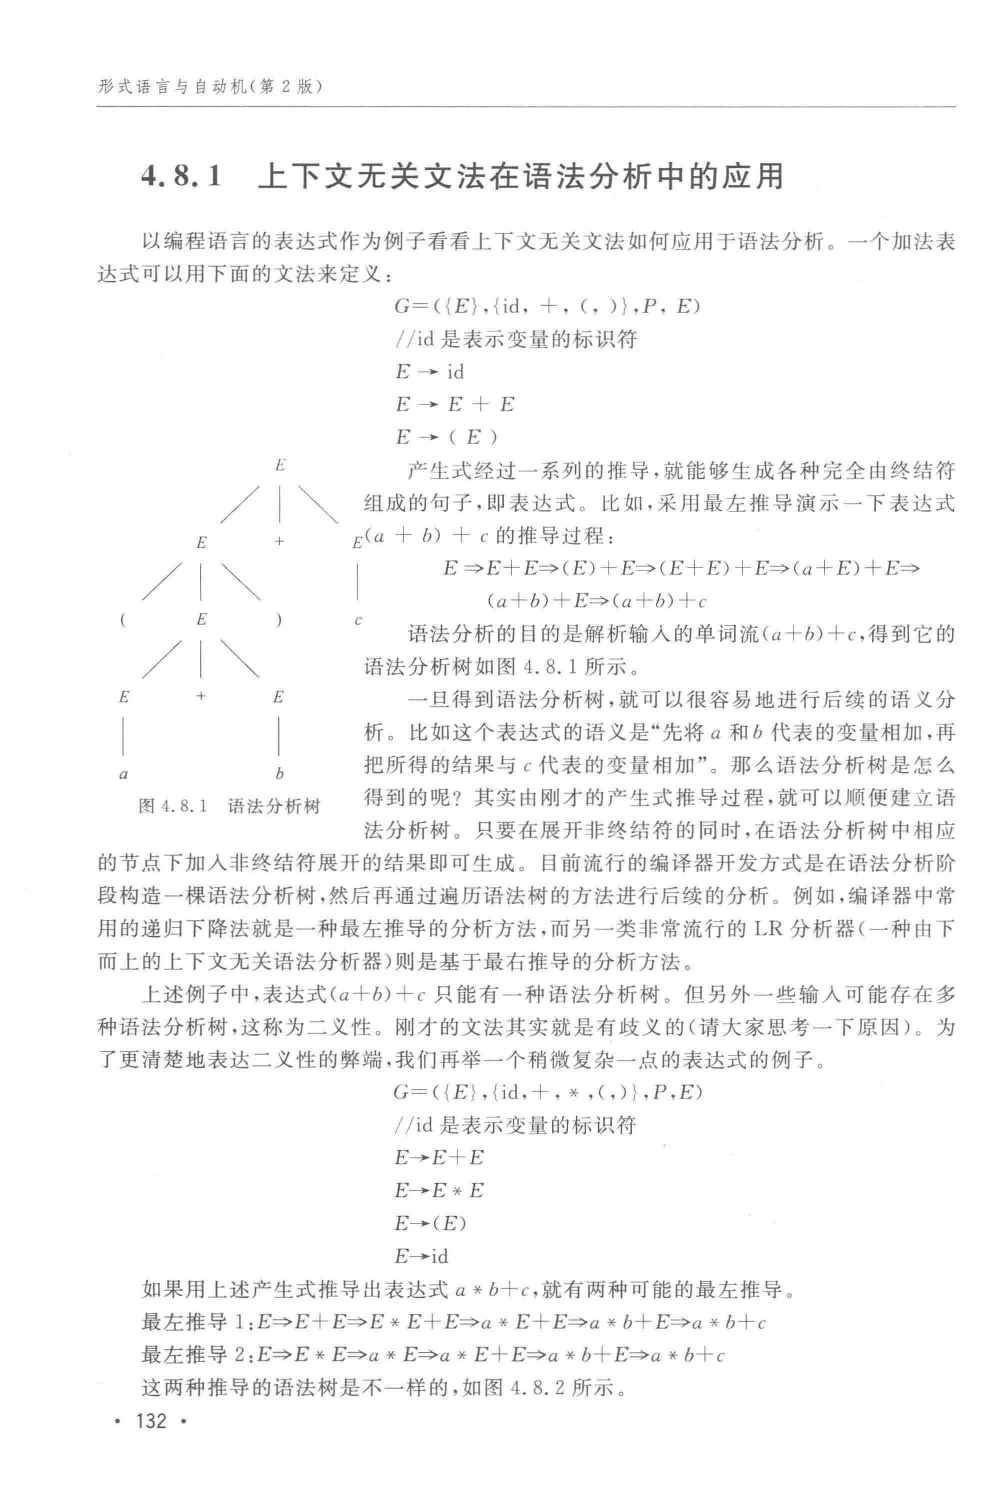 形式语言与自动机(第2版)
4.8.1 上下文无关文法在语法分析中的应用
以编程语言的表达式作为例子看看上下文无关文法如何应用于语法分析。一个加法表
达式可以用下面的文法来定义:
G=({E},{id, +, (, )},P, E)
//id 是表示变量的标识符
E → id
E → E + E
E → ( E )
E
E + E
( E ) c
E + E
a b
图 4.8.1 语法分析树
产生式经过一系列的推导,就能够生成各种完全由终结符
组成的句子,即表达式。比如,采用最左推导演示一下表达式
(a + b) + c 的推导过程:
E⇒E+E⇒(E)+E⇒(E+E)+E⇒(a+E)+E⇒
(a+b)+E⇒(a+b)+c
语法分析的目的是解析输入的单词流(a+b)+c,得到它的
语法分析树如图 4.8.1 所示。
一旦得到语法分析树,就可以很容易地进行后续的语义分
析。比如这个表达式的语义是“先将 a 和 b 代表的变量相加,再
把所得的结果与 c 代表的变量相加”。那么语法分析树是怎么
得到的呢?其实由刚才的产生式推导过程,就可以顺便建立语
法分析树。只要在展开非终结符的同时,在语法分析树中相应
的节点下加入非终结符展开的结果即可生成。目前流行的编译器开发方式是在语法分析阶
段构造一棵语法分析树,然后再通过遍历语法树的方法进行后续的分析。例如,编译器中常
用的递归下降法就是一种最左推导的分析方法,而另一类非常流行的 LR 分析器(一种由下
而上的上下文无关语法分析器)则是基于最右推导的分析方法。
上述例子中,表达式(a+b)+c 只能有一种语法分析树。但另外一些输入可能存在多
种语法分析树,这称为二义性。刚才的文法其实就是有歧义的(请大家思考一下原因)。为
了更清楚地表达二义性的弊端,我们再举一个稍微复杂一点的表达式的例子。
G=({E},{id,+,*,(,)},P,E)
//id 是表示变量的标识符
E→E+E
E→E*E
E→(E)
E→id
如果用上述产生式推导出表达式 a*b+c,就有两种可能的最左推导。
最左推导 1:E⇒E+E⇒E*E+E⇒a*E+E⇒a*b+E⇒a*b+c
最左推导 2:E⇒E*E⇒a*E⇒a*E+E⇒a*b+E⇒a*b+c
这两种推导的语法树是不一样的,如图 4.8.2 所示。
· 132 ·